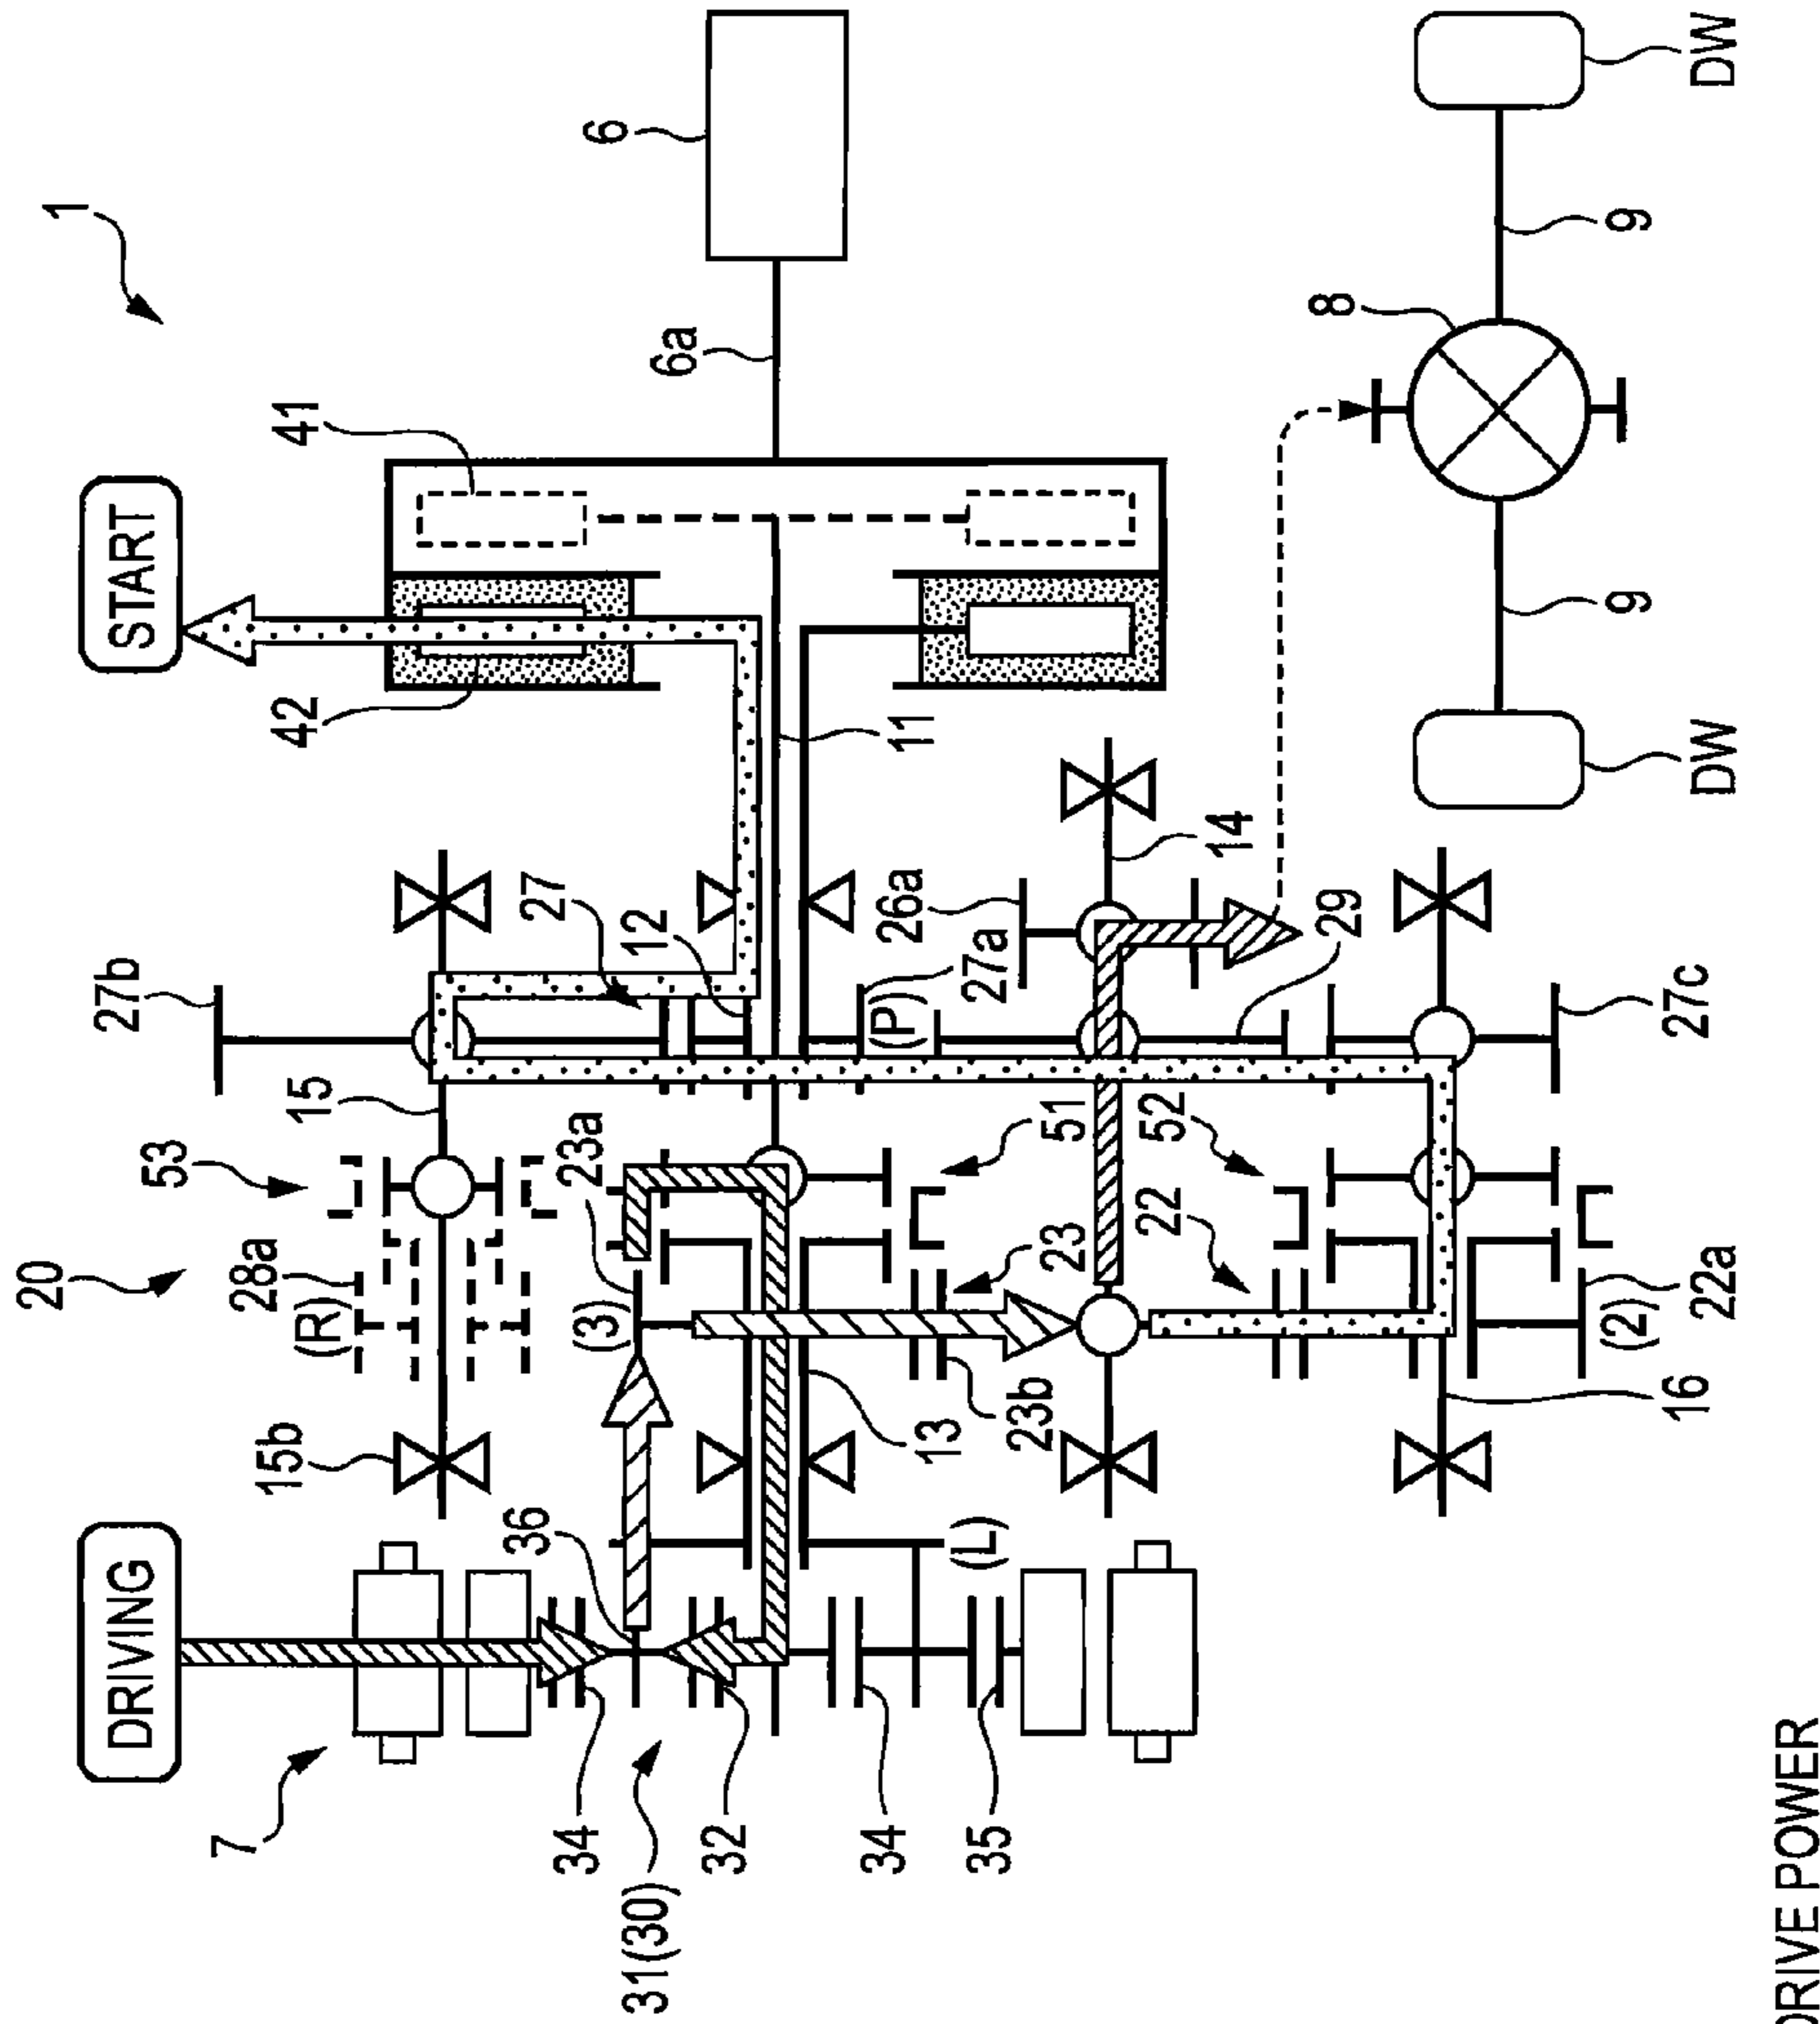 20
1
DRIVING
27b
START
53
7
28a
15b
(R)
15
42
41
36
27
34
23a
(3)
6
31(30)
12
6a
32
34
(P)
26a
11
13
(L)
27a
35
23b
23
51
22
52
14
29
8
(2)
9
9
16
22a
27c
DW
DW
DRIVE POWER